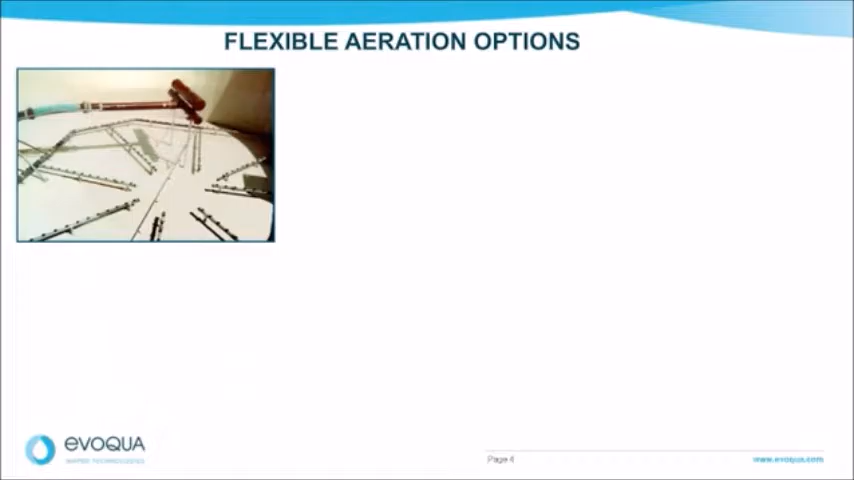 FLEXIBLE AERATION OPTIONS
evoqua
WATER TECHNOLOGIES
Page 4
www.evoqua.com